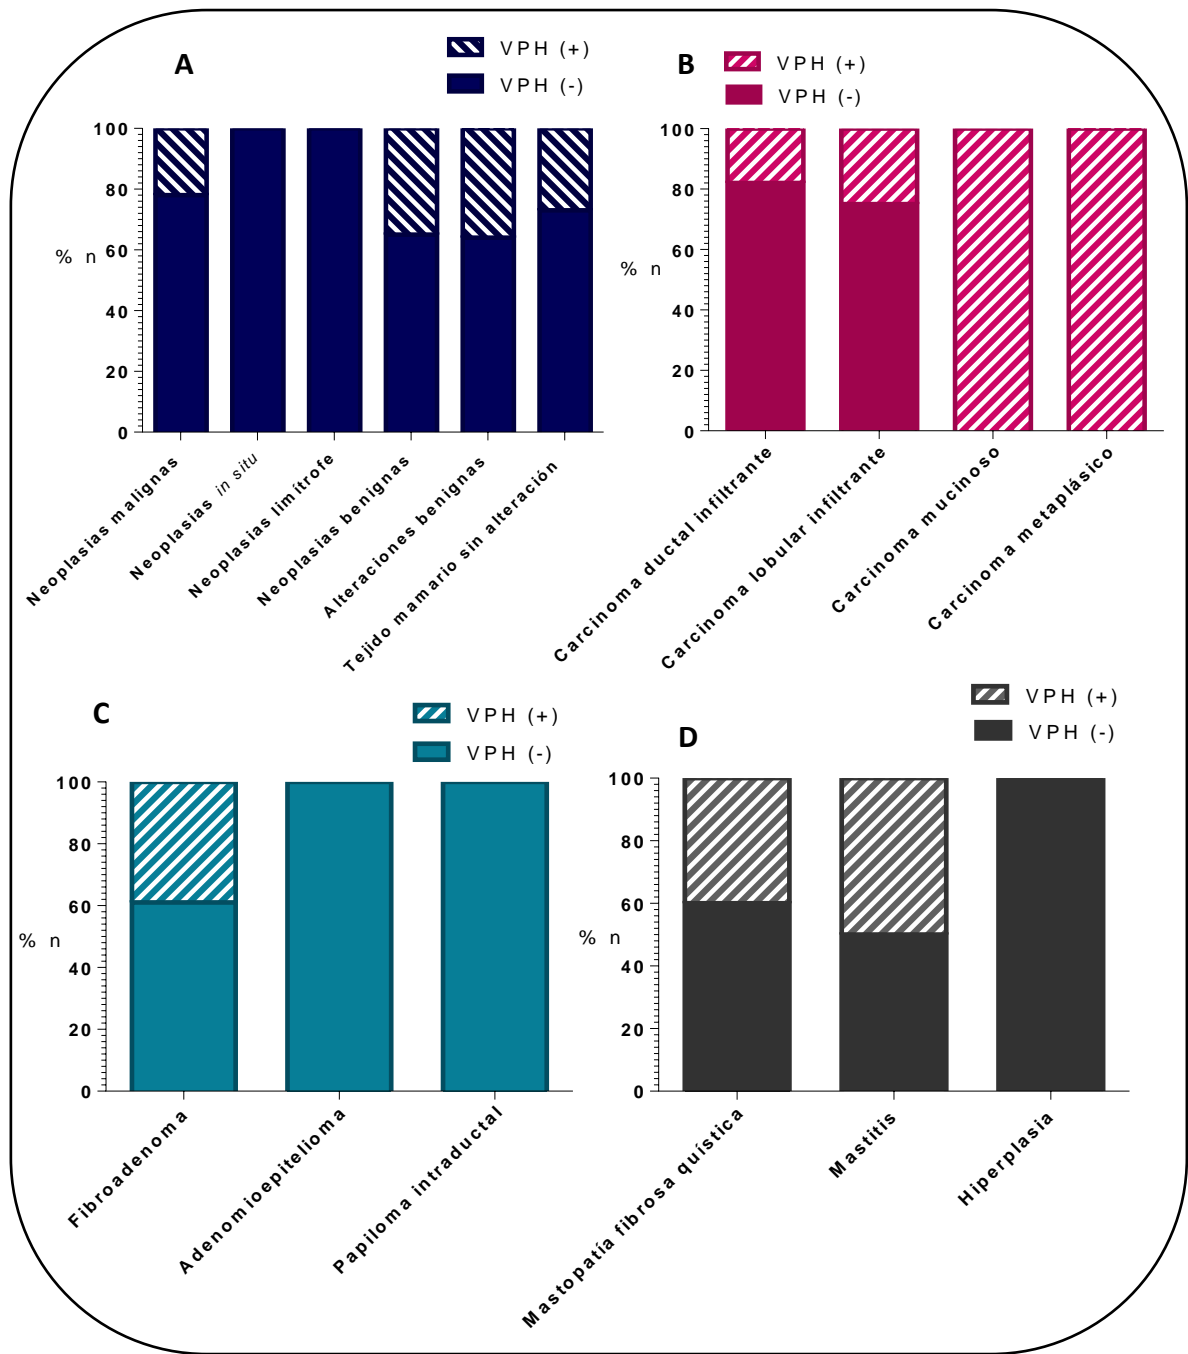 A
VPH (+)
VPH (-)
100
80
60
40
20
0
% n
Neoplasias malignas
Neoplasias in situ
Neoplasias limítrofe
Neoplasias benignas
Alteraciones benignas
Tejido mamario sin alteración
B
VPH (+)
VPH (-)
100
80
60
40
20
0
% n
Carcinoma ductal infiltrante
Carcinoma lobular infiltrante
Carcinoma mucinoso
Carcinoma metaplásico
C
VPH (+)
VPH (-)
100
80
60
40
20
0
% n
Fibroadenoma
Adenomioepitelioma
Papiloma intraductal
D
VPH (+)
VPH (-)
100
80
60
40
20
0
% n
Mastopatía fibrosa quística
Mastitis
Hiperplasia